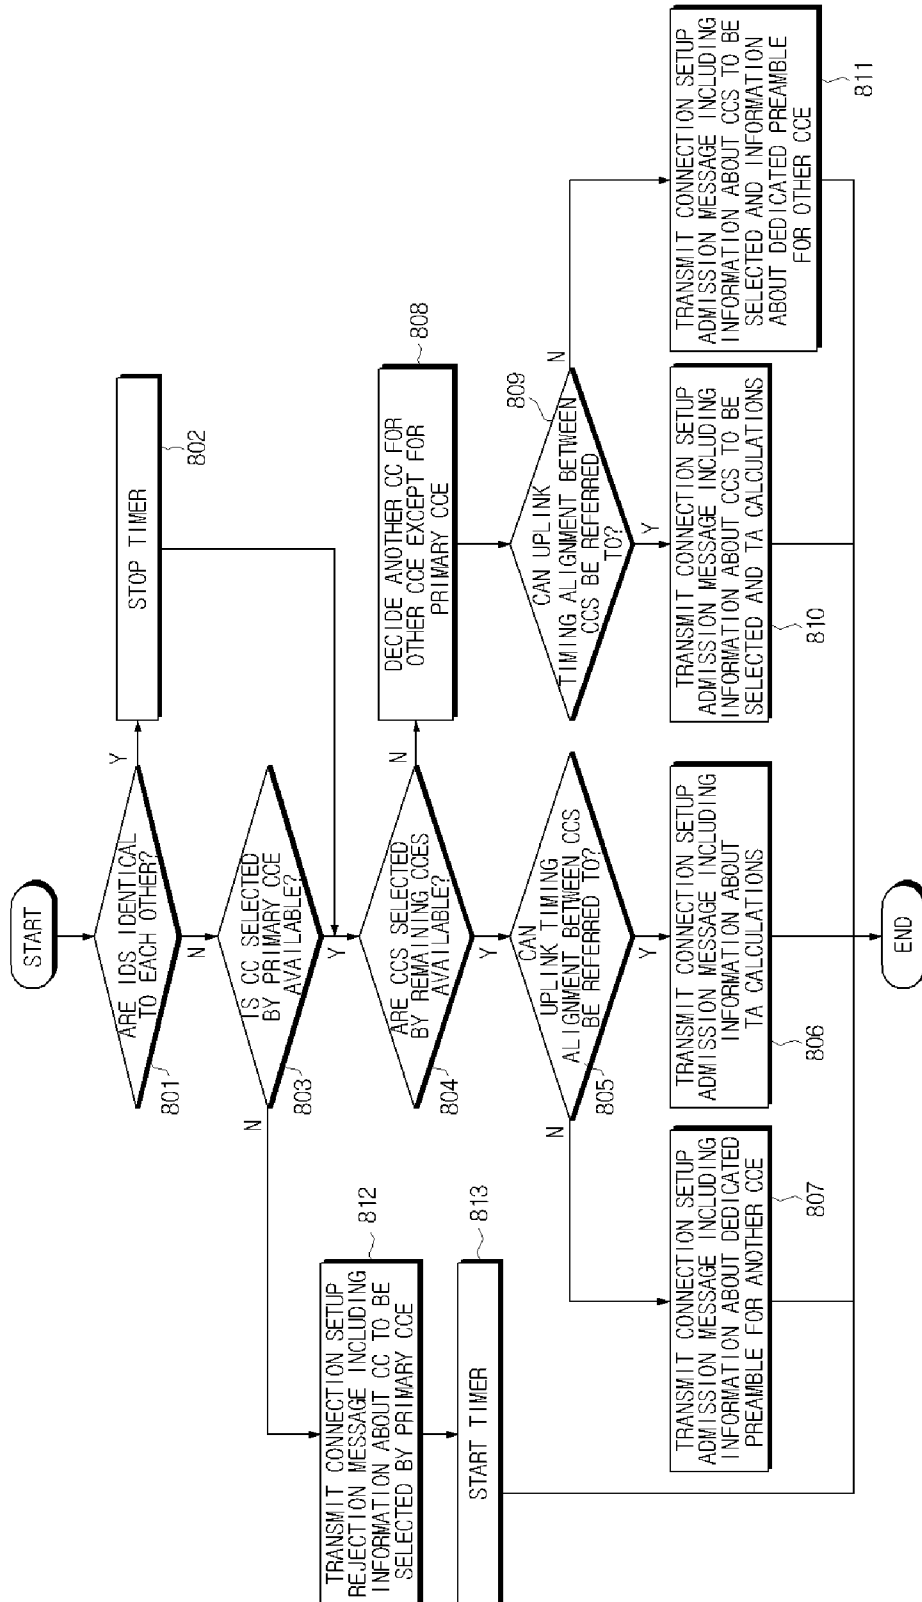 START
ARE IDS IDENTICAL
TO EACH OTHER?
801
Y
N
STOP TIMER
802
IS CC SELECTED
BY PRIMARY CCE
AVAILABLE?
803
N
Y
ARE CCS SELECTED
BY REMAINING CCES
AVAILABLE?
804
N
Y
DECIDE ANOTHER CC FOR
OTHER CCE EXCEPT FOR
PRIMARY CCE
808
CAN
UPLINK TIMING
ALIGNMENT BETWEEN CCS
BE REFERRED TO?
805
N
Y
TRANSMIT CONNECTION SETUP
ADMISSION MESSAGE INCLUDING
INFORMATION ABOUT
TA CALCULATIONS
806
TRANSMIT CONNECTION SETUP
ADMISSION MESSAGE INCLUDING
INFORMATION ABOUT DEDICATED
PREAMBLE FOR ANOTHER CCE
807
CAN UPLINK
TIMING ALIGNMENT BETWEEN
CCS BE REFERRED
TO?
809
N
Y
TRANSMIT CONNECTION SETUP
ADMISSION MESSAGE INCLUDING
INFORMATION ABOUT CCS TO BE
SELECTED AND TA CALCULATIONS
810
TRANSMIT CONNECTION SETUP
ADMISSION MESSAGE INCLUDING
INFORMATION ABOUT CCS TO BE
SELECTED AND INFORMATION
ABOUT DEDICATED PREAMBLE
FOR OTHER CCE
811
TRANSMIT CONNECTION SETUP
REJECTION MESSAGE INCLUDING
INFORMATION ABOUT CC TO BE
SELECTED BY PRIMARY CCE
812
START TIMER
813
END